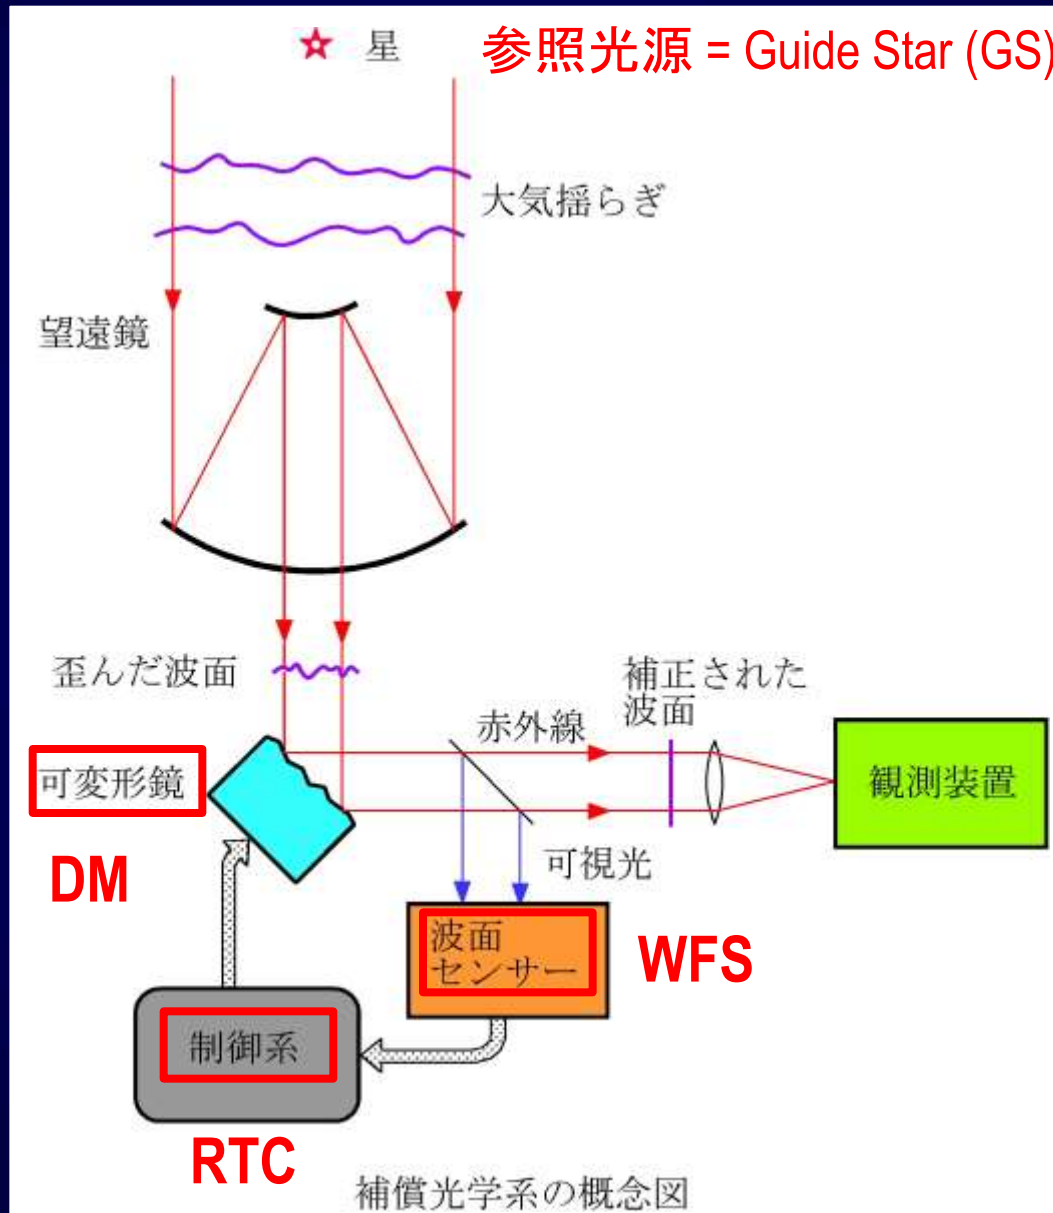 星
参照光源 = Guide Star (GS)
大気揺らぎ
望遠鏡
歪んだ波面
補正された
波面
赤外線
可変形鏡
観測装置
DM
可視光
波面
センサー
WFS
制御系
RTC
補償光学系の概念図